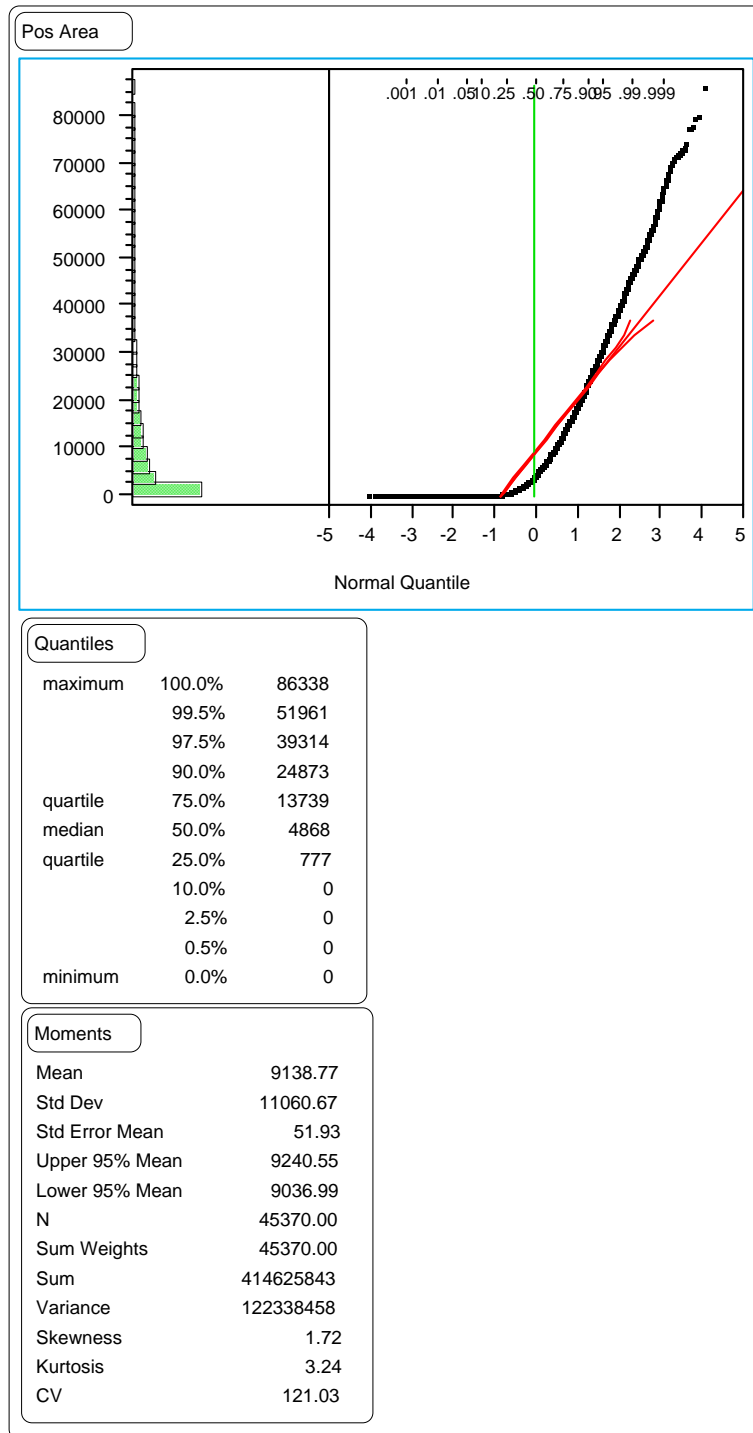 Pos Area
.001 .01 .05 .10 .25 .50 .75 .90 .95 .99 .999
80000
70000
60000
50000
40000
30000
20000
10000
0
-5 -4 -3 -2 -1 0 1 2 3 4 5
Normal Quantile
Quantiles
maximum 100.0% 86338
99.5% 51961
97.5% 39314
90.0% 24873
quartile 75.0% 13739
median 50.0% 4868
quartile 25.0% 777
10.0% 0
2.5% 0
0.5% 0
minimum 0.0% 0
Moments
Mean 9138.77
Std Dev 11060.67
Std Error Mean 51.93
Upper 95% Mean 9240.55
Lower 95% Mean 9036.99
N 45370.00
Sum Weights 45370.00
Sum 414625843
Variance 122338458
Skewness 1.72
Kurtosis 3.24
CV 121.03